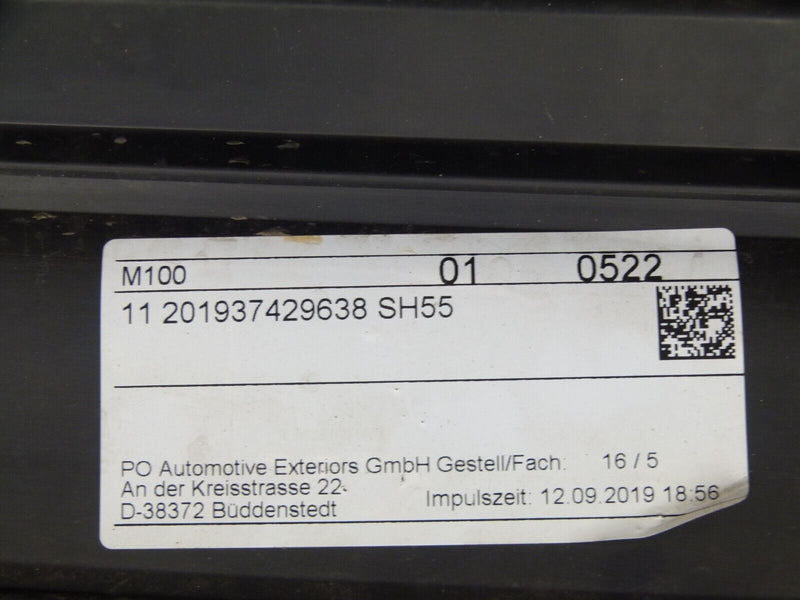 M100 01 0522
11 201937429638 SH55
PO Automotive Exteriors GmbH Gestell/Fach: 16 / 5
An der Kreisstrasse 22
D-38372 Büddenstedt Impulszeit: 12.09.2019 18:56